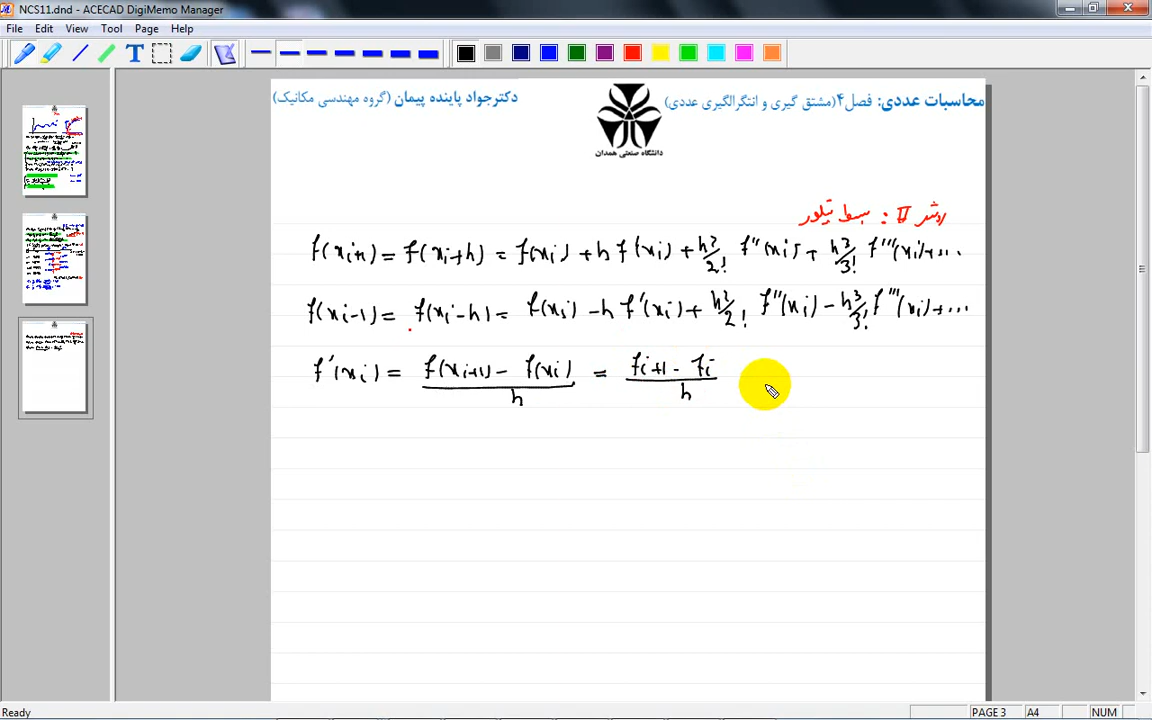 NCS11.dnd - ACECAD DigiMemo Manager
File Edit View Tool Page Help
محاسبات عددی: فصل۴(مشتق گیری و انتگرالگیری عددی)
دکترجواد پاینده پیمان (گروه مهندسی مکانیک)
دانشگاه صنعتی همدان
روش II : بسط تیلور
f(xi+1) = f(xi+h) = f(xi) + h f'(xi) + h²/2! f''(xi) + h³/3! f'''(xi)+...
f(xi-1) = f(xi-h) = f(xi) - h f'(xi) + h²/2! f''(xi) - h³/3! f'''(xi)+...
f'(xi) = f(xi+1) - f(xi) / h = fi+1 - fi / h
Ready PAGE 3 A4 NUM